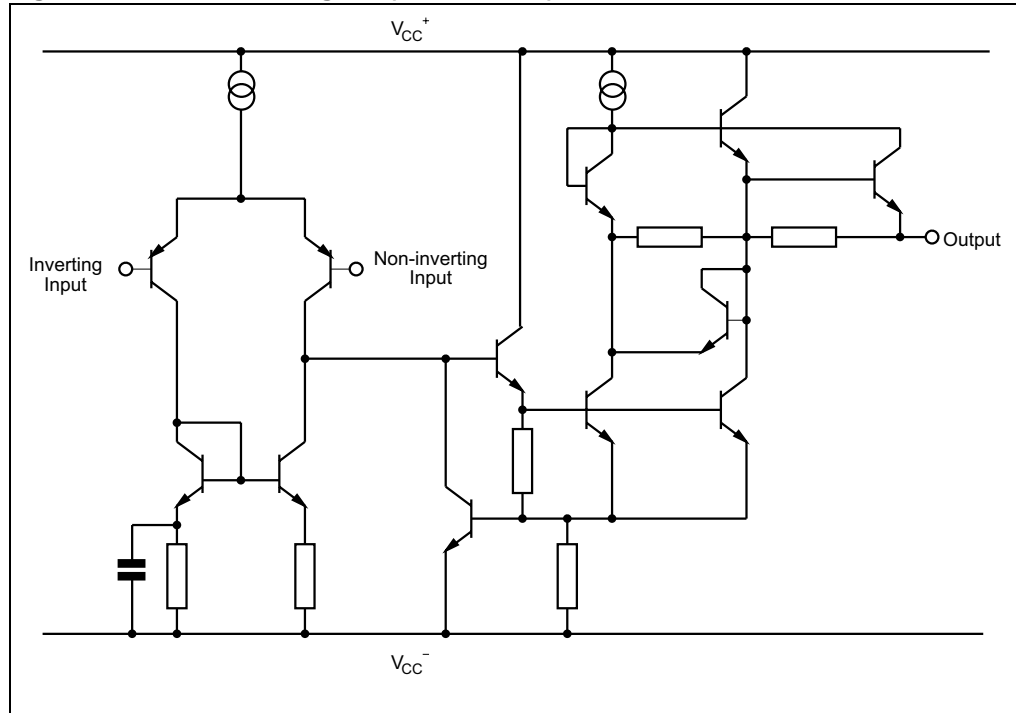 V_CC^+
Inverting
Input
Non-inverting
Input
Output
V_CC^−